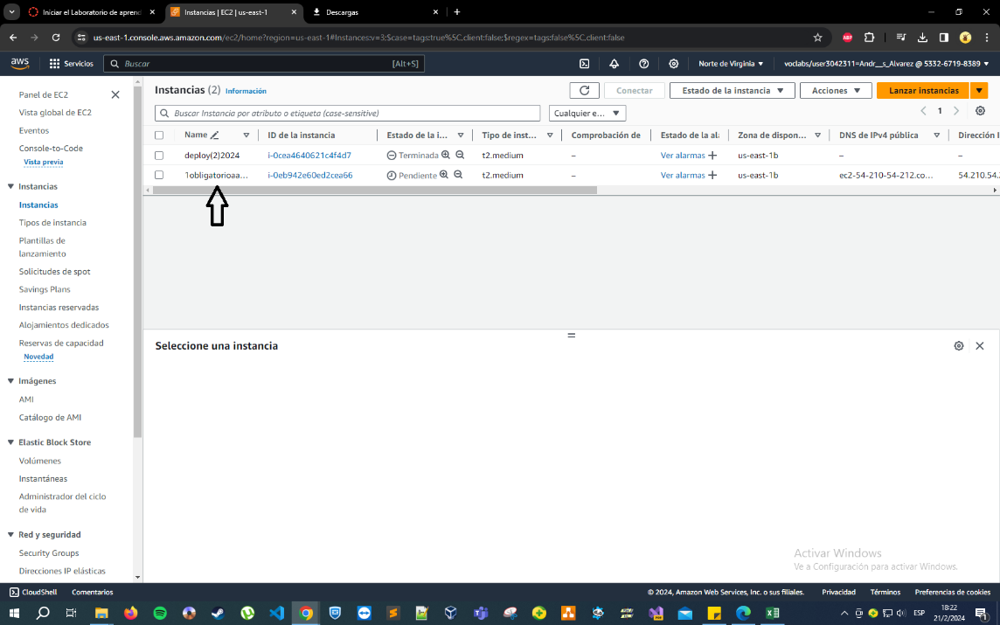 Iniciar el Laboratorio de aprend
Instancias | EC2 | us-east-1
Descargas
us-east-1.console.aws.amazon.com/ec2/home?region=us-east-1#Instances:v=3;$case=tags:true%5C,client:false;$regex=tags:false%5C,client:false
aws
Servicios
Buscar
[Alt+S]
Norte de Virginia
voclabs/user3042311=Andr__s_Alvarez @ 5332-6719-8389
Panel de EC2
Vista global de EC2
Eventos
Console-to-Code
Vista previa
Instancias
Instancias
Tipos de instancia
Plantillas de
lanzamiento
Solicitudes de spot
Savings Plans
Instancias reservadas
Alojamientos dedicados
Reservas de capacidad
Novedad
Imágenes
AMI
Catálogo de AMI
Elastic Block Store
Volúmenes
Instantáneas
Administrador del ciclo
de vida
Red y seguridad
Security Groups
Direcciones IP elásticas
Instancias (2) Información
Conectar
Estado de la instancia
Acciones
Lanzar instancias
Buscar Instancia por atributo o etiqueta (case-sensitive)
Cualquier e...
1
Name ID de la instancia Estado de la i... Tipo de inst... Comprobación de Estado de la al Zona de dispon... DNS de IPv4 pública Dirección I
deploy(2)2024 i-0cea4640621c4f4d7 Terminada t2.medium – Ver alarmas + us-east-1b – –
1obligatorioaa... i-0eb942e60ed2cea66 Pendiente t2.medium – Ver alarmas + us-east-1b ec2-54-210-54-212.co... 54.210.54.
Seleccione una instancia
Activar Windows
Ve a Configuración para activar Windows.
CloudShell
Comentarios
© 2024, Amazon Web Services, Inc. o sus filiales.
Privacidad
Términos
Preferencias de cookies
ESP
18:22
21/2/2024